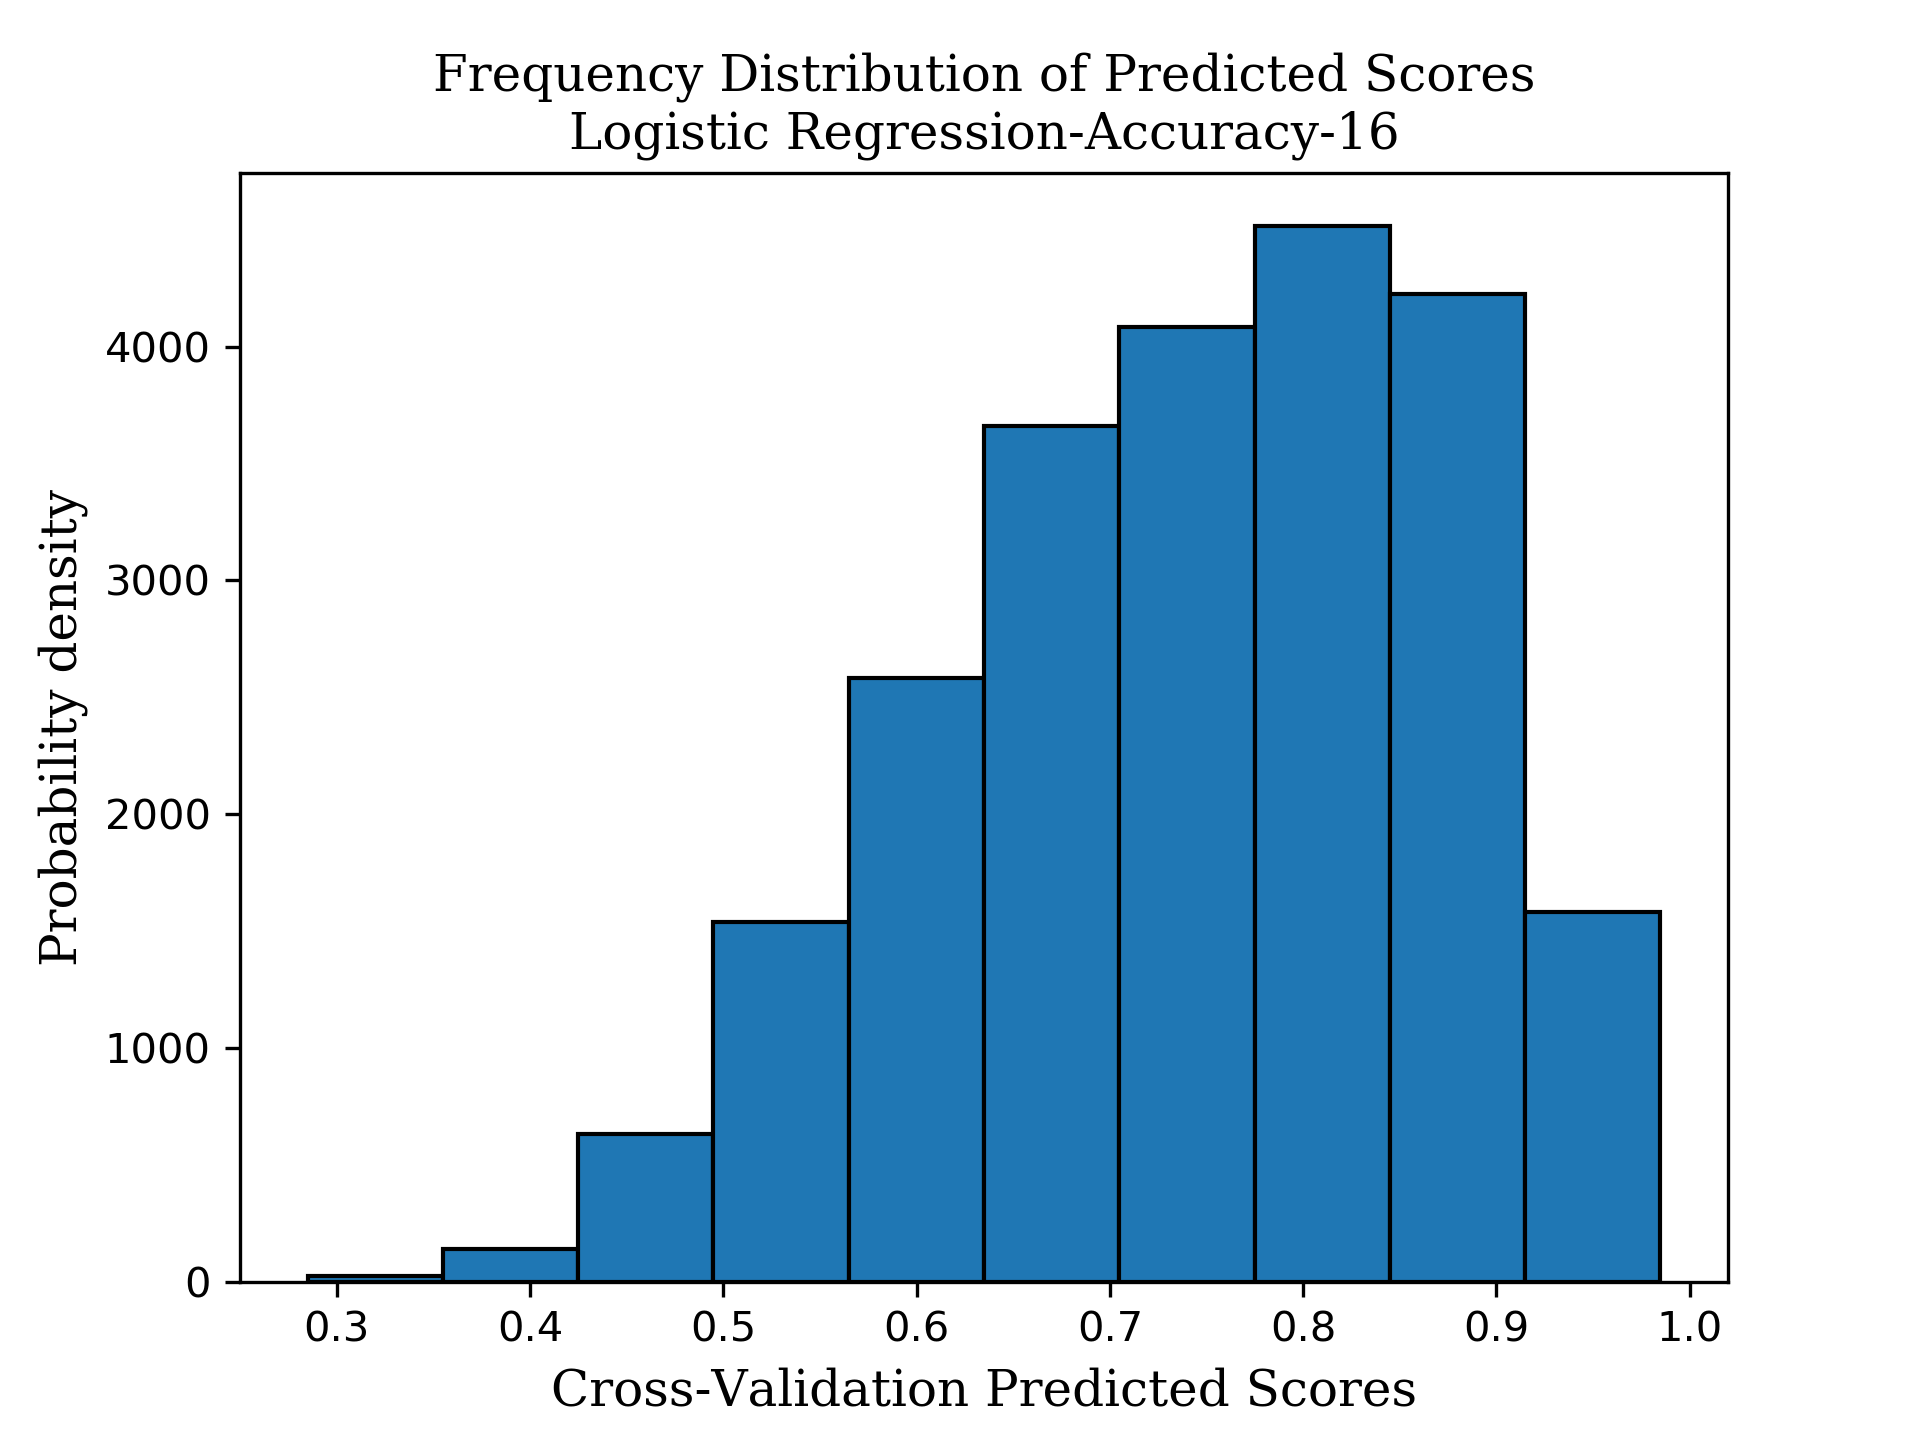 Frequency Distribution of Predicted Scores
Logistic Regression-Accuracy-16
Probability density
4000
3000
2000
1000
0
0.3 0.4 0.5 0.6 0.7 0.8 0.9 1.0
Cross-Validation Predicted Scores